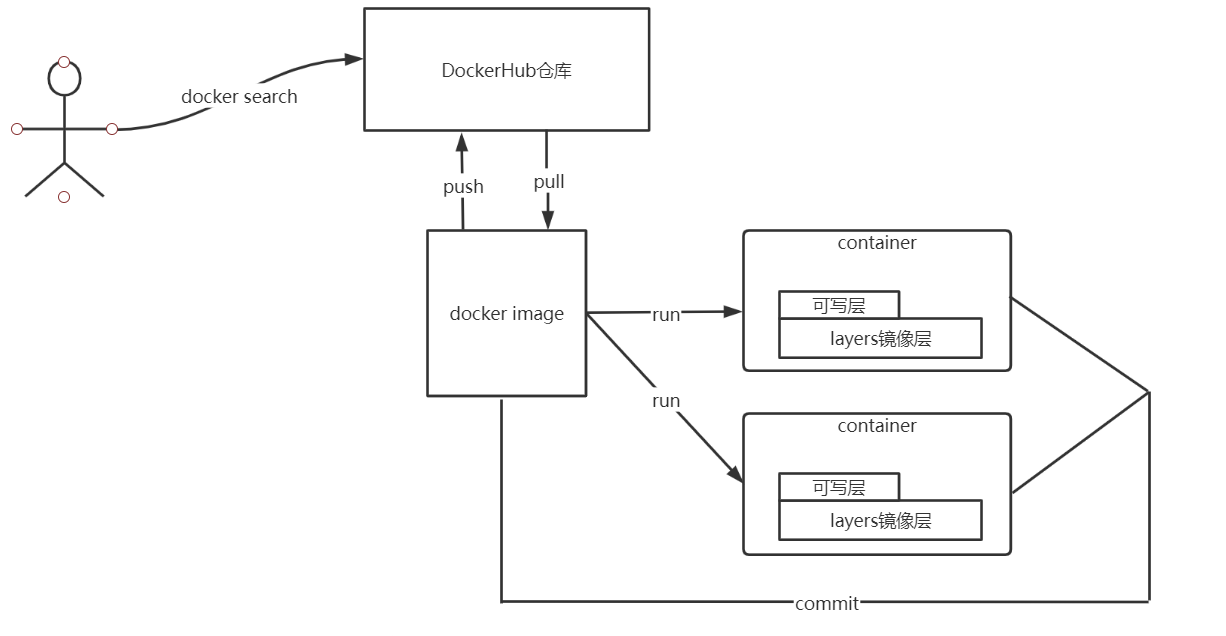 DockerHub仓库
docker search
push
pull
docker image
run
run
container
可写层
layers镜像层
container
可写层
layers镜像层
commit